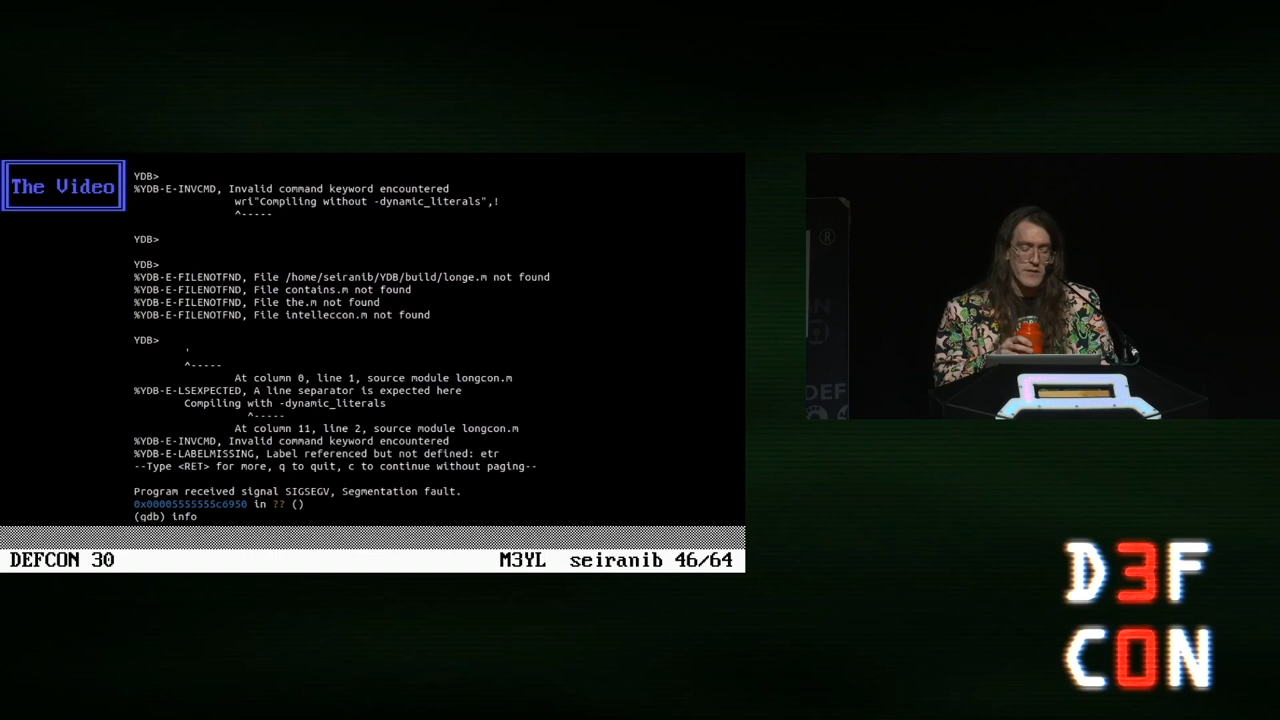 The Video
YDB>
%YDB-E-INVCMD, Invalid command keyword encountered
wri"Compiling without -dynamic_literals",!
^-----
YDB>
YDB>
%YDB-E-FILENOTFND, File /home/seiranib/YDB/build/longe.m not found
%YDB-E-FILENOTFND, File contains.m not found
%YDB-E-FILENOTFND, File the.m not found
%YDB-E-FILENOTFND, File intelleccon.m not found
YDB>
'
^-----
At column 0, line 1, source module longcon.m
%YDB-E-LSEXPECTED, A line separator is expected here
Compiling with -dynamic_literals
^-----
At column 11, line 2, source module longcon.m
%YDB-E-INVCMD, Invalid command keyword encountered
%YDB-E-LABELMISSING, Label referenced but not defined: etr
--Type <RET> for more, q to quit, c to continue without paging--
Program received signal SIGSEGV, Segmentation fault.
0x00005555555c6950 in ?? ()
(gdb) info
DEFCON 30
M3YL seiranib 46/64
®
DEF
D3F
C0N